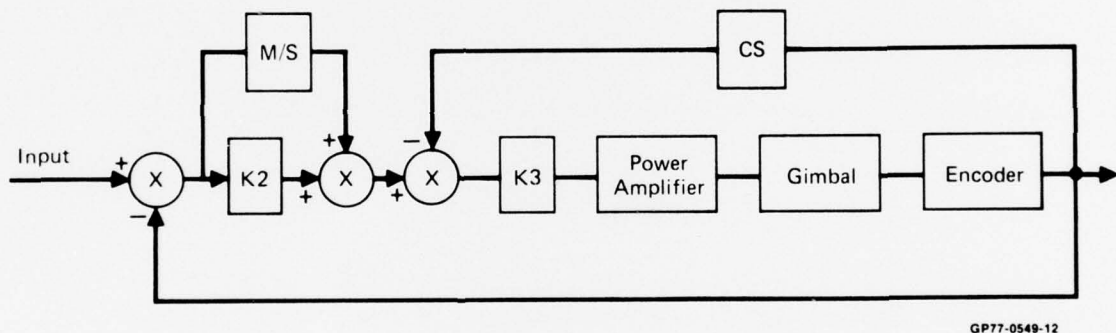 M/S
CS
Input
+
X
−
K2
+
+
X
−
+
X
K3
Power
Amplifier
Gimbal
Encoder
GP77-0549-12